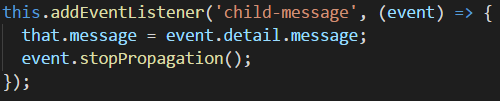 this.addEventListener('child-message', (event) => {
  that.message = event.detail.message;
  event.stopPropagation();
});